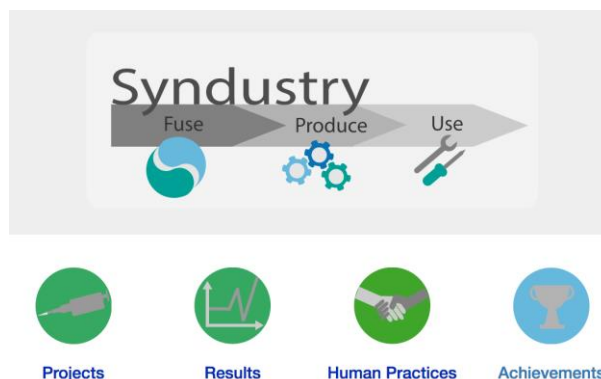 Syndustry
Fuse Produce Use
Projects Results Human Practices Achievements